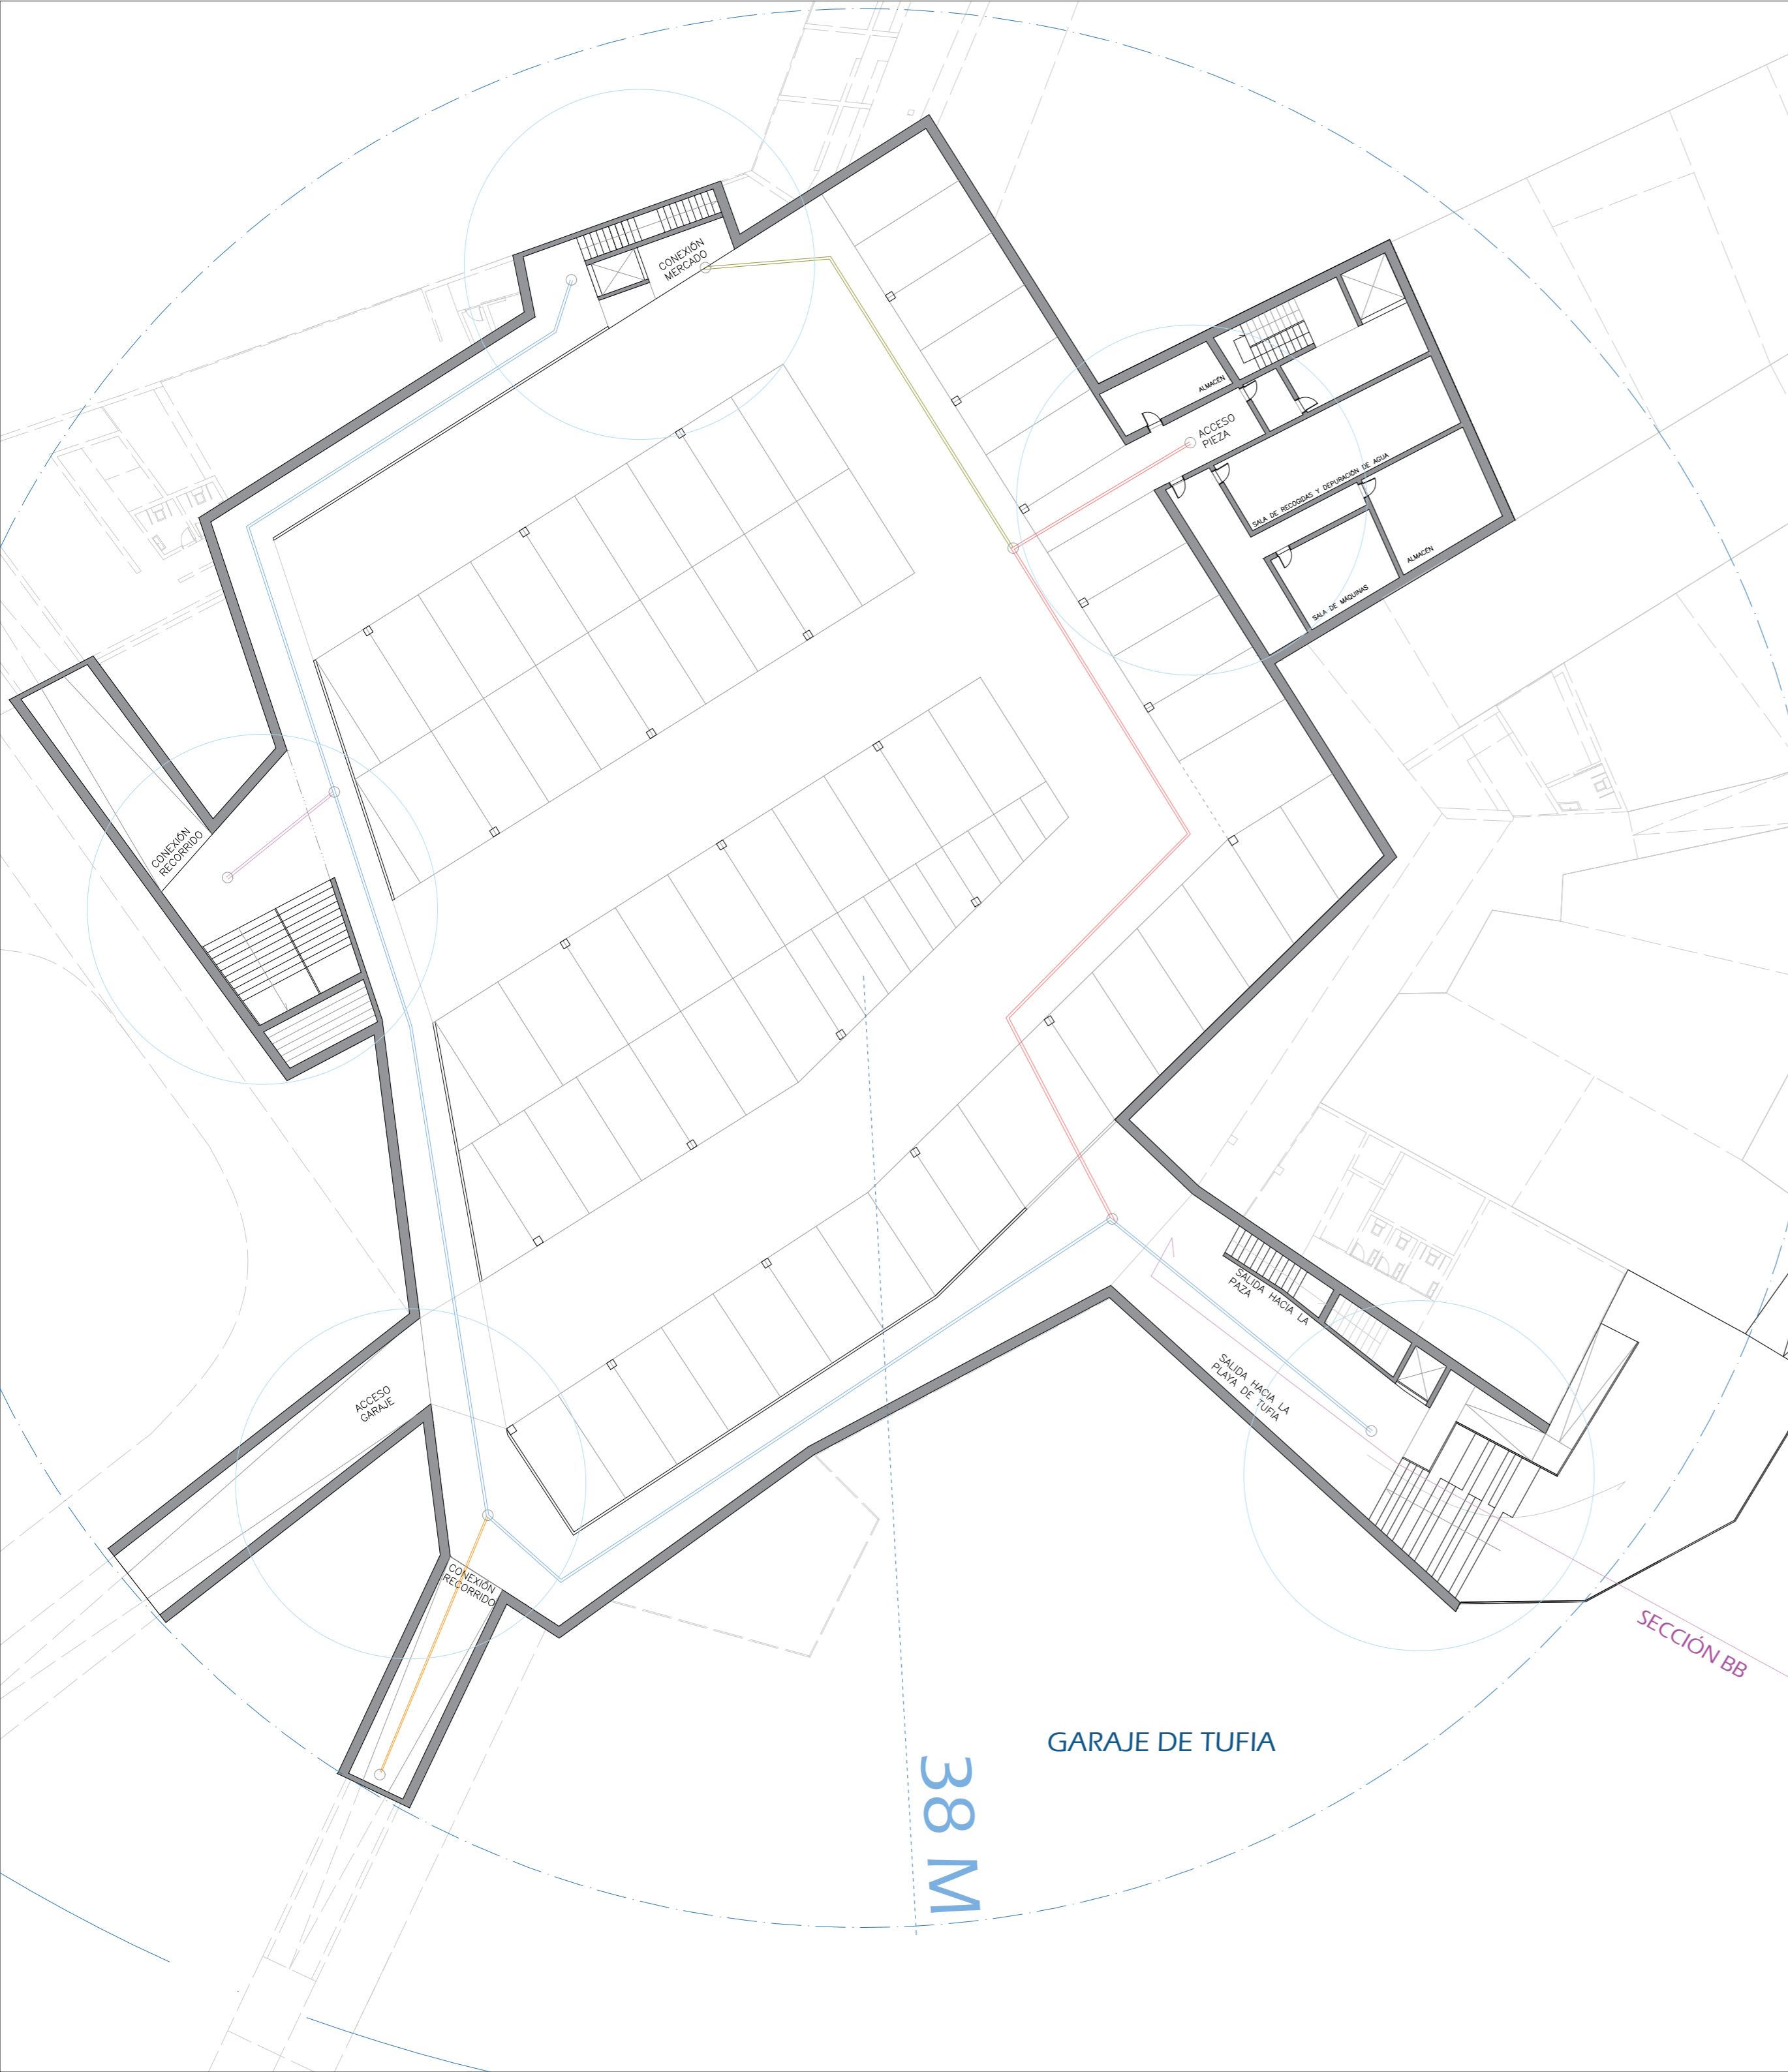 CONEXIÓN
MERCADO
ALMACÉN
ACCESO
PIEZA
SALA DE RECOGIDAS Y DEPURACIÓN DE AGUA
ALMACÉN
SALA DE MÁQUINAS
CONEXIÓN
RECORRIDO
SALIDA HACIA LA
PAZA
SALIDA HACIA LA
PLAYA DE TUFIA
ACCESO
GARAJE
CONEXIÓN
RECORRIDO
SECCIÓN BB
GARAJE DE TUFIA
38 M